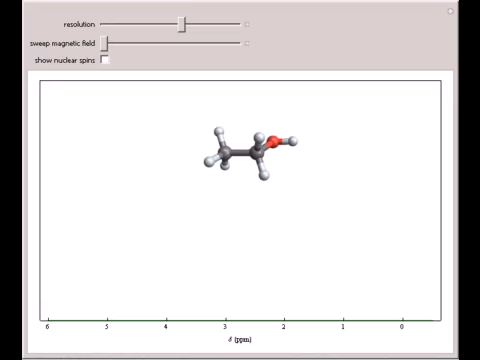 resolution
sweep magnetic field
show nuclear spins
6 5 4 3 2 1 0
δ (ppm)